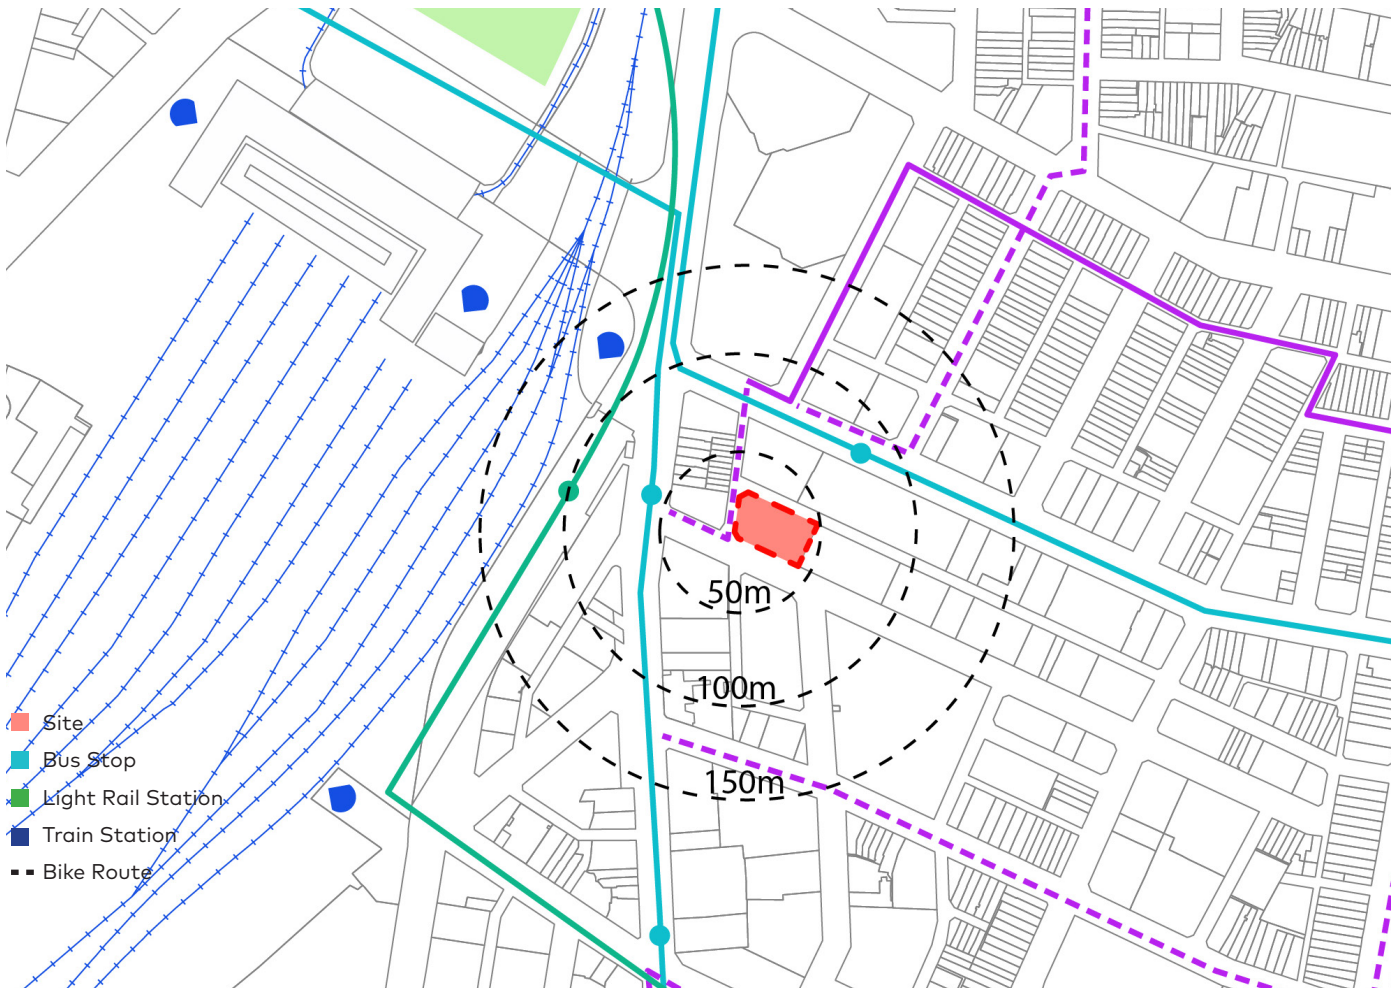 50m
100m
150m
Site
Bus Stop
Light Rail Station
Train Station
Bike Route